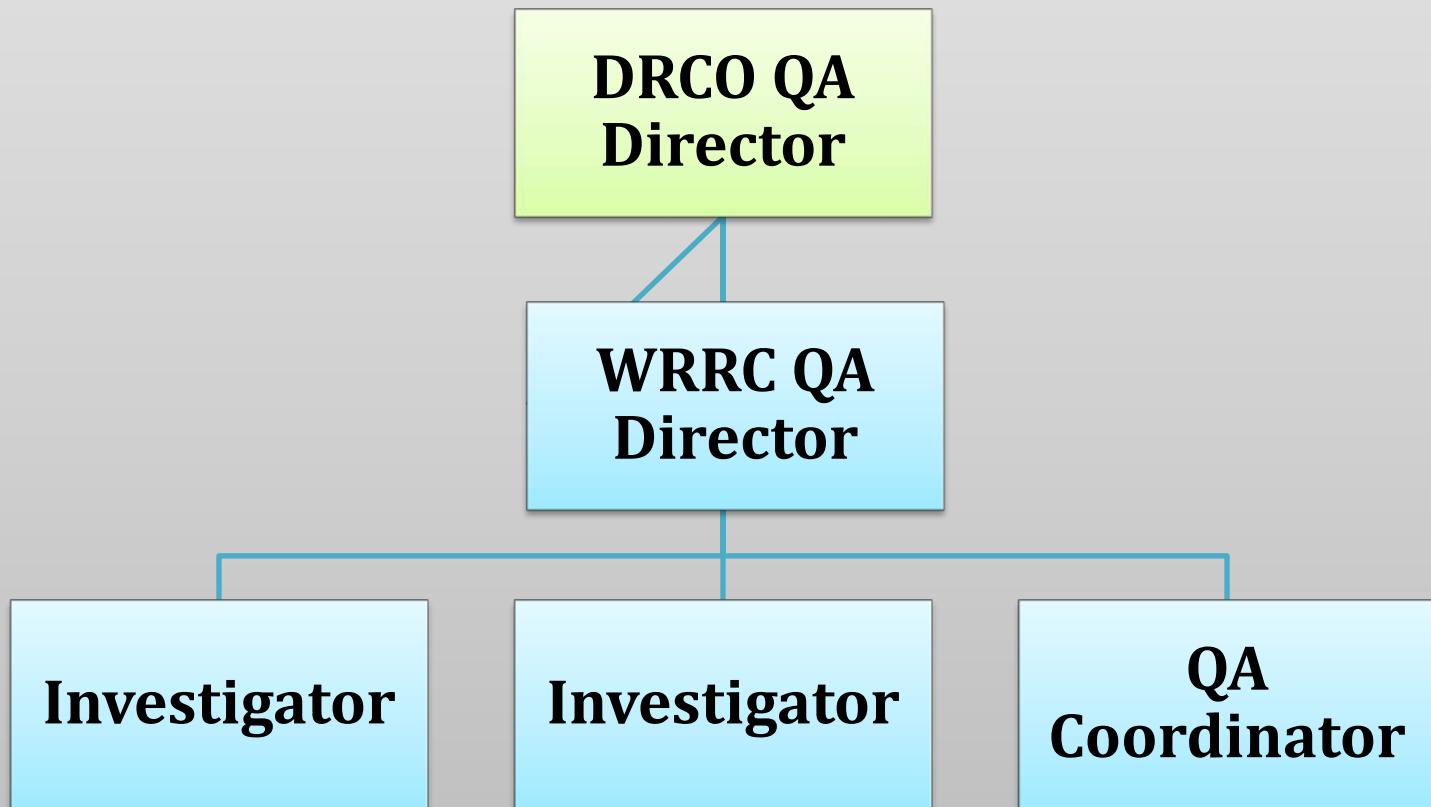 DRCO QA
Director
WRRC QA
Director
Investigator
Investigator
QA
Coordinator